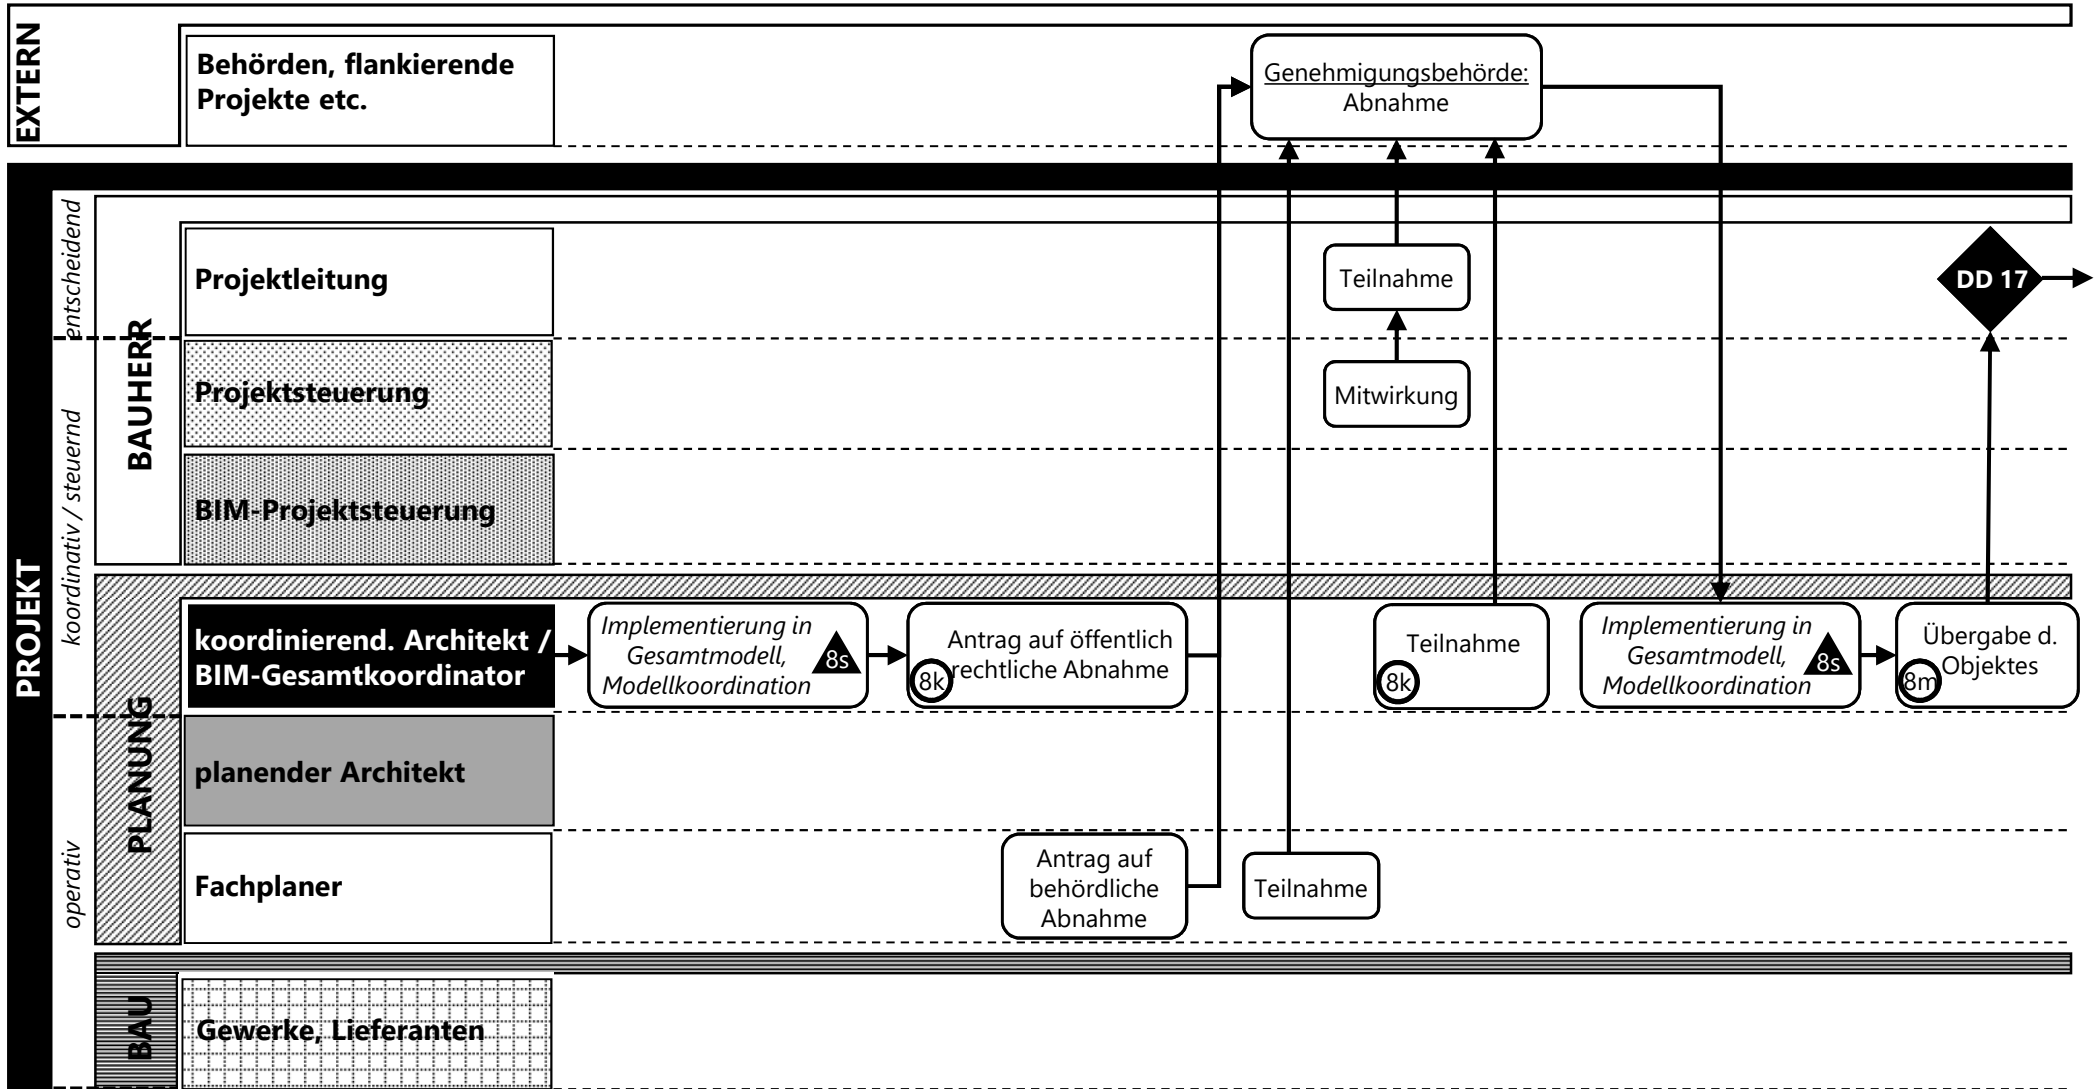 EXTERN
Behörden, flankierende
Projekte etc.
Genehmigungsbehörde:
Abnahme
PROJEKT
entscheidend
koordinativ / steuernd
operativ
BAUHERR
Projektleitung
Teilnahme
DD 17
Projektsteuerung
Mitwirkung
BIM-Projektsteuerung
PLANUNG
koordinierend. Architekt /
BIM-Gesamtkoordinator
Implementierung in
Gesamtmodell,
Modellkoordination
8s
Antrag auf öffentlich
rechtliche Abnahme
8k
Teilnahme
8k
Implementierung in
Gesamtmodell,
Modellkoordination
8s
Übergabe d.
Objektes
8m
planender Architekt
Fachplaner
Antrag auf
behördliche
Abnahme
Teilnahme
BAU
Gewerke, Lieferanten